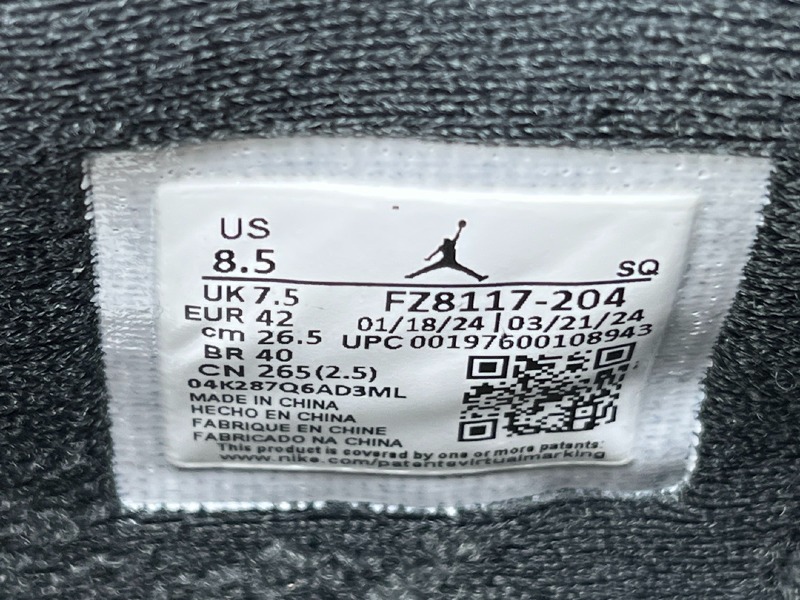 US
8.5
SQ
UK 7.5
EUR 42
cm 26.5
BR 40
CN 265(2.5)
04K287Q6AD3ML
MADE IN CHINA
HECHO EN CHINA
FABRIQUE EN CHINE
FABRICADO NA CHINA
FZ8117-204
01/18/24 | 03/21/24
UPC 00197600108943
This product is covered by one or more patents:
www.nike.com/patentsvirtualmarking